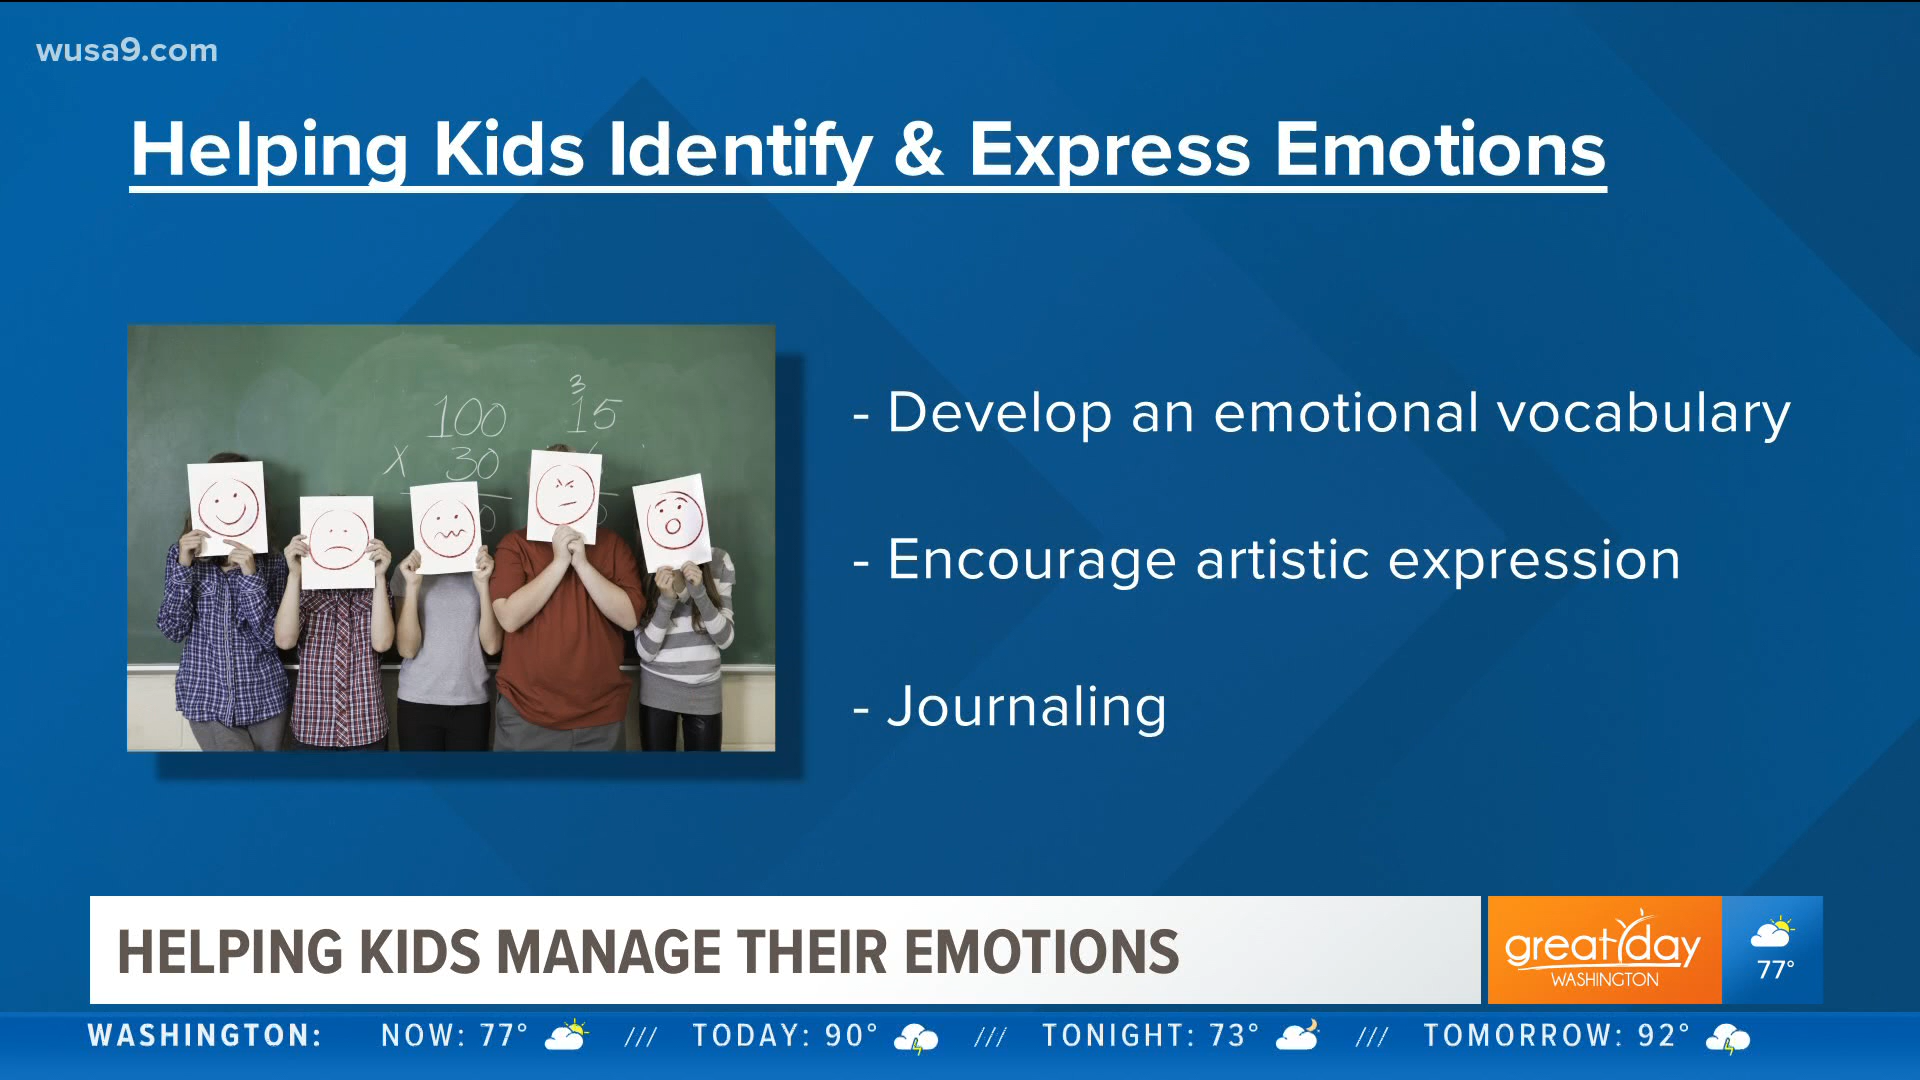 wusa9.com
Helping Kids Identify & Express Emotions
3
100 15
X 30
- Develop an emotional vocabulary
- Encourage artistic expression
- Journaling
HELPING KIDS MANAGE THEIR EMOTIONS
great day
WASHINGTON
77°
WASHINGTON: NOW: 77° /// TODAY: 90° /// TONIGHT: 73° /// TOMORROW: 92°